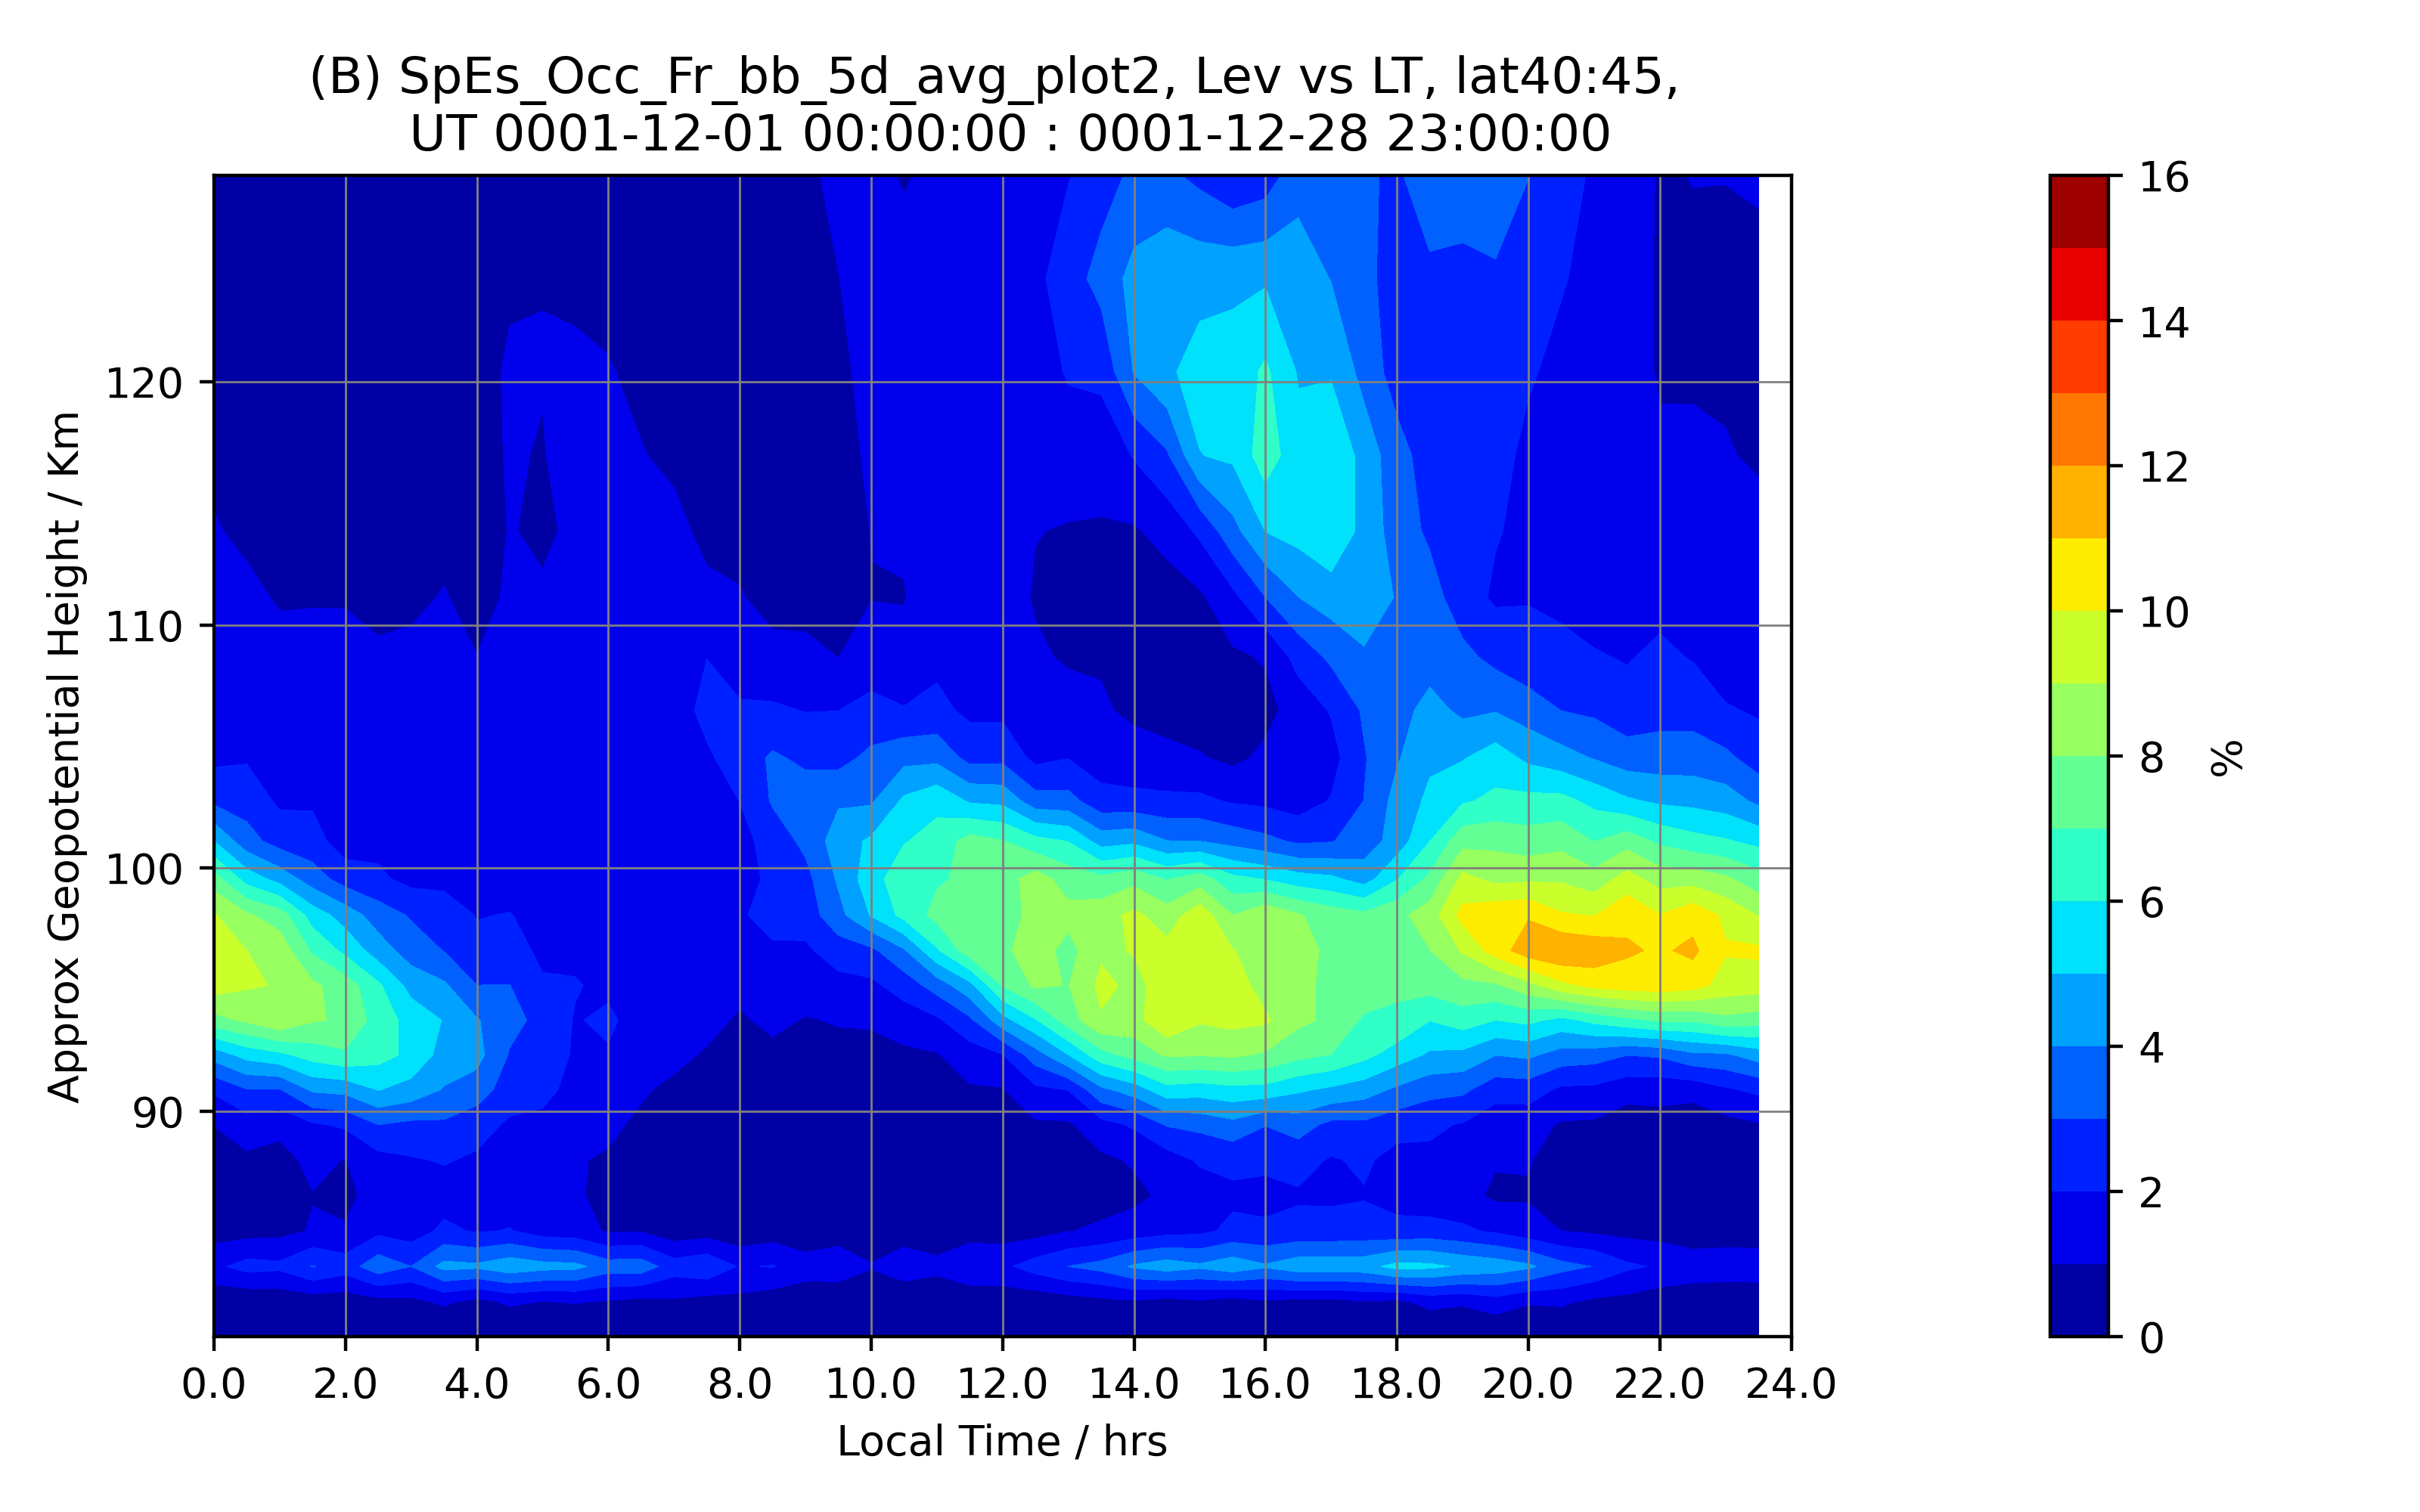 (B) SpEs_Occ_Fr_bb_5d_avg_plot2, Lev vs LT, lat40:45,
UT 0001-12-01 00:00:00 : 0001-12-28 23:00:00
Approx Geopotential Height / Km
120
110
100
90
0.0 2.0 4.0 6.0 8.0 10.0 12.0 14.0 16.0 18.0 20.0 22.0 24.0
Local Time / hrs
16
14
12
10
8
6
4
2
0
%